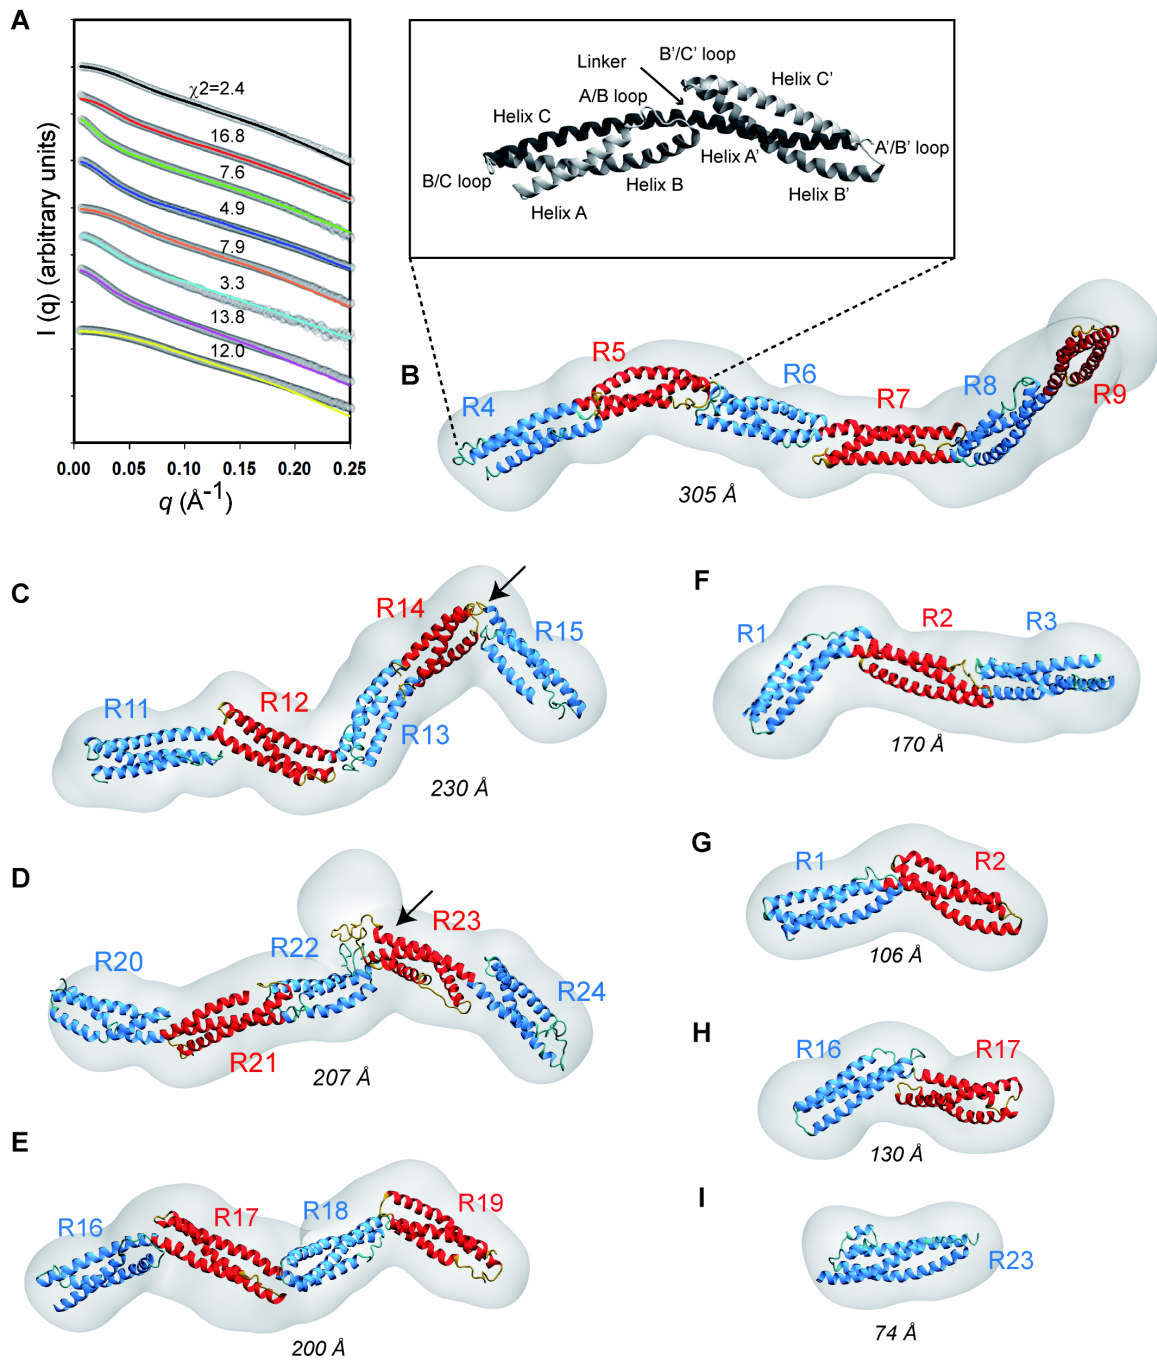 A
I (q) (arbitrary units)
χ2=2.4
16.8
7.6
4.9
7.9
3.3
13.8
12.0
0.00 0.05 0.10 0.15 0.20 0.25
q (Å-1)
B'/C' loop
Linker
Helix C'
A/B loop
Helix C
A'/B' loop
Helix A'
B/C loop
Helix B
Helix B'
Helix A
B
R4
R5
R6
R7
R8
R9
305 Å
C
R11
R12
R13
R14
R15
230 Å
D
R20
R21
R22
R23
R24
207 Å
E
R16
R17
R18
R19
200 Å
F
R1
R2
R3
170 Å
G
R1
R2
106 Å
H
R16
R17
130 Å
I
R23
74 Å